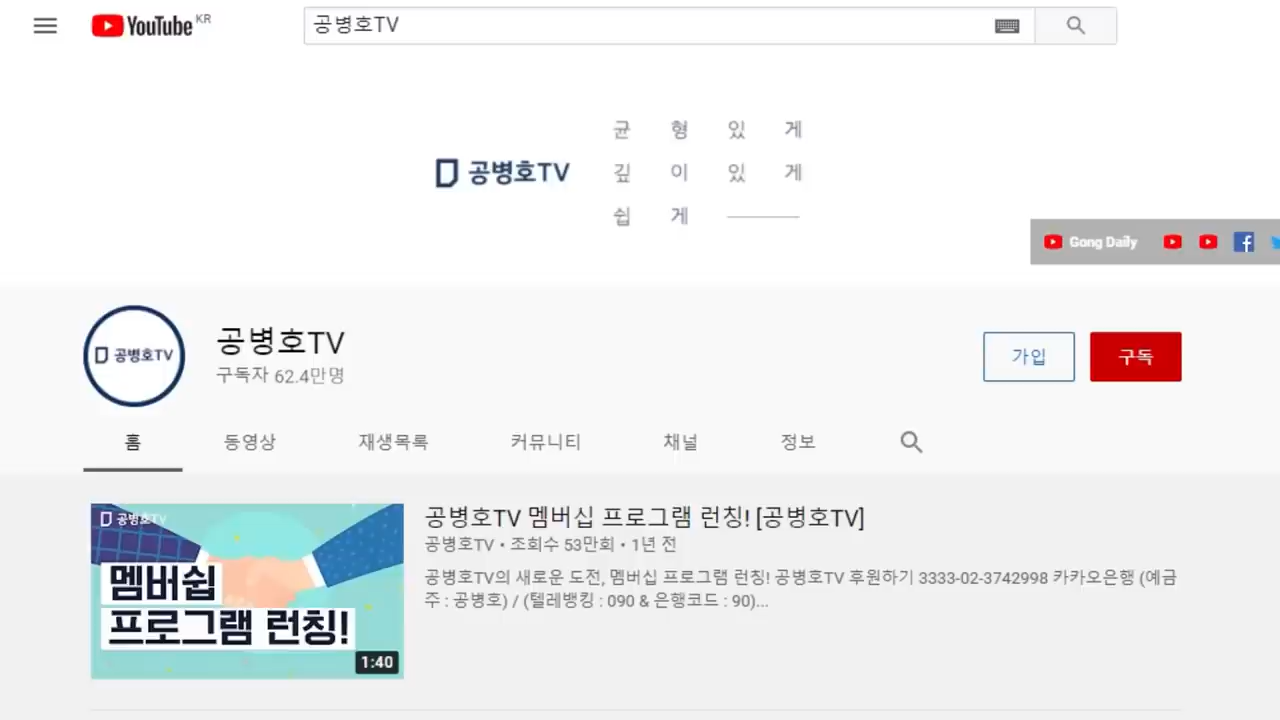 YouTube KR
공병호TV
균 형 있 게
공병호TV
깊 이 있 게
쉽 게
Gong Daily
공병호TV
공병호TV
구독자 62.4만명
가입
구독
홈 동영상 재생목록 커뮤니티 채널 정보
공병호TV
멤버쉽
프로그램 런칭!
1:40
공병호TV 멤버십 프로그램 런칭! [공병호TV]
공병호TV • 조회수 53만회 • 1년 전
공병호TV의 새로운 도전, 멤버십 프로그램 런칭! 공병호TV 후원하기 3333-02-3742998 카카오은행 (예금
주 : 공병호) / (텔레뱅킹 : 090 & 은행코드 : 90)...